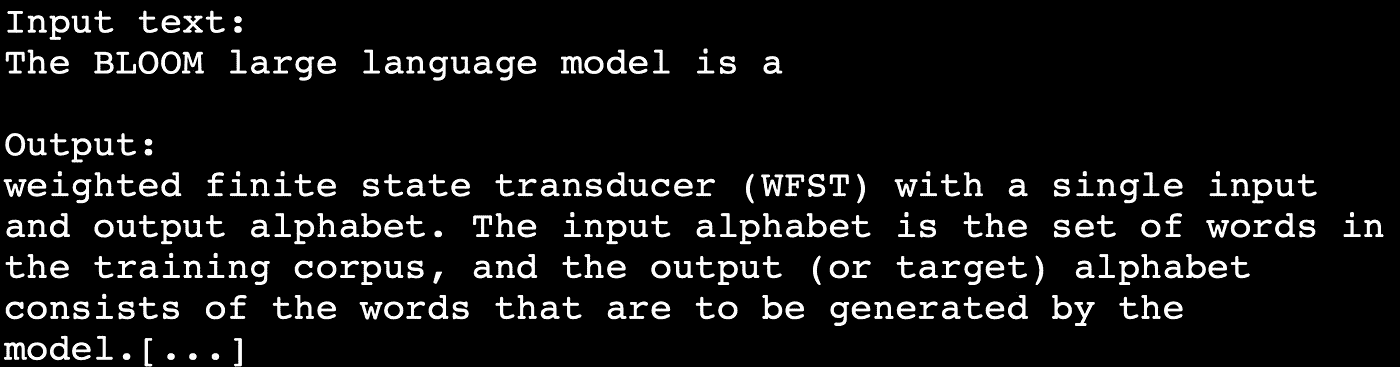 Input text:
The BLOOM large language model is a
Output:
weighted finite state transducer (WFST) with a single input
and output alphabet. The input alphabet is the set of words in
the training corpus, and the output (or target) alphabet
consists of the words that are to be generated by the
model.[...]